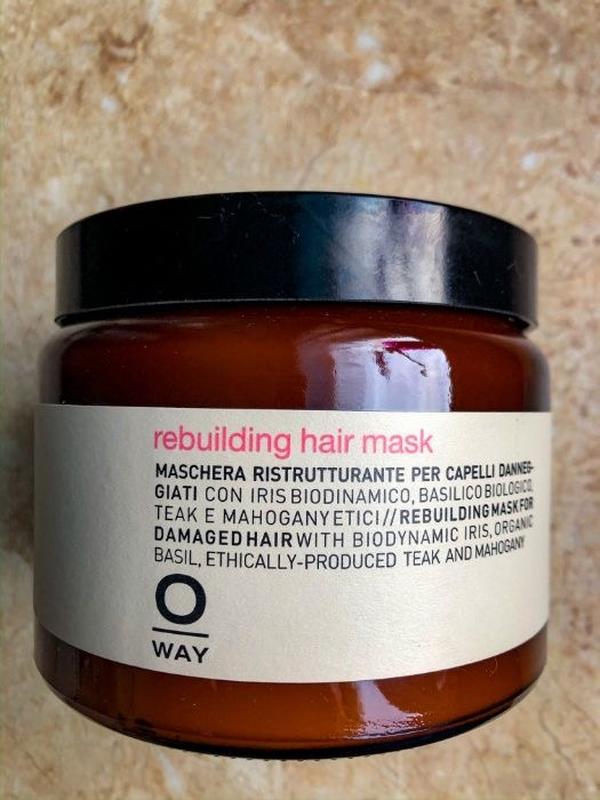 rebuilding hair mask
MASCHERA RISTRUTTURANTE PER CAPELLI DANNEG-
GIATI CON IRIS BIODINAMICO, BASILICO BIOLOGICO,
TEAK E MAHOGANY ETICI // REBUILDING MASK FOR
DAMAGED HAIR WITH BIODYNAMIC IRIS, ORGANIC
BASIL, ETHICALLY-PRODUCED TEAK AND MAHOGANY
O
WAY